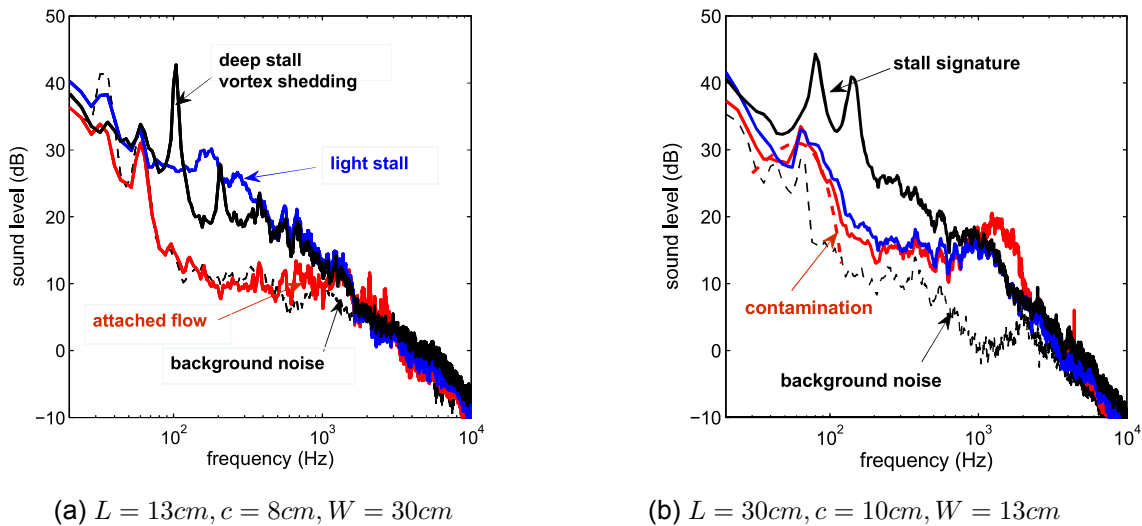 deep stall
vortex shedding
light stall
attached flow
background noise
sound level (dB)
40
30
20
10
0
−10
10^2
10^3
10^4
frequency (Hz)
(a) L = 13cm, c = 8cm, W = 30cm
stall signature
contamination
background noise
sound level (dB)
50
40
30
20
10
0
−10
10^2
10^3
10^4
frequency (Hz)
(b) L = 30cm, c = 10cm, W = 13cm